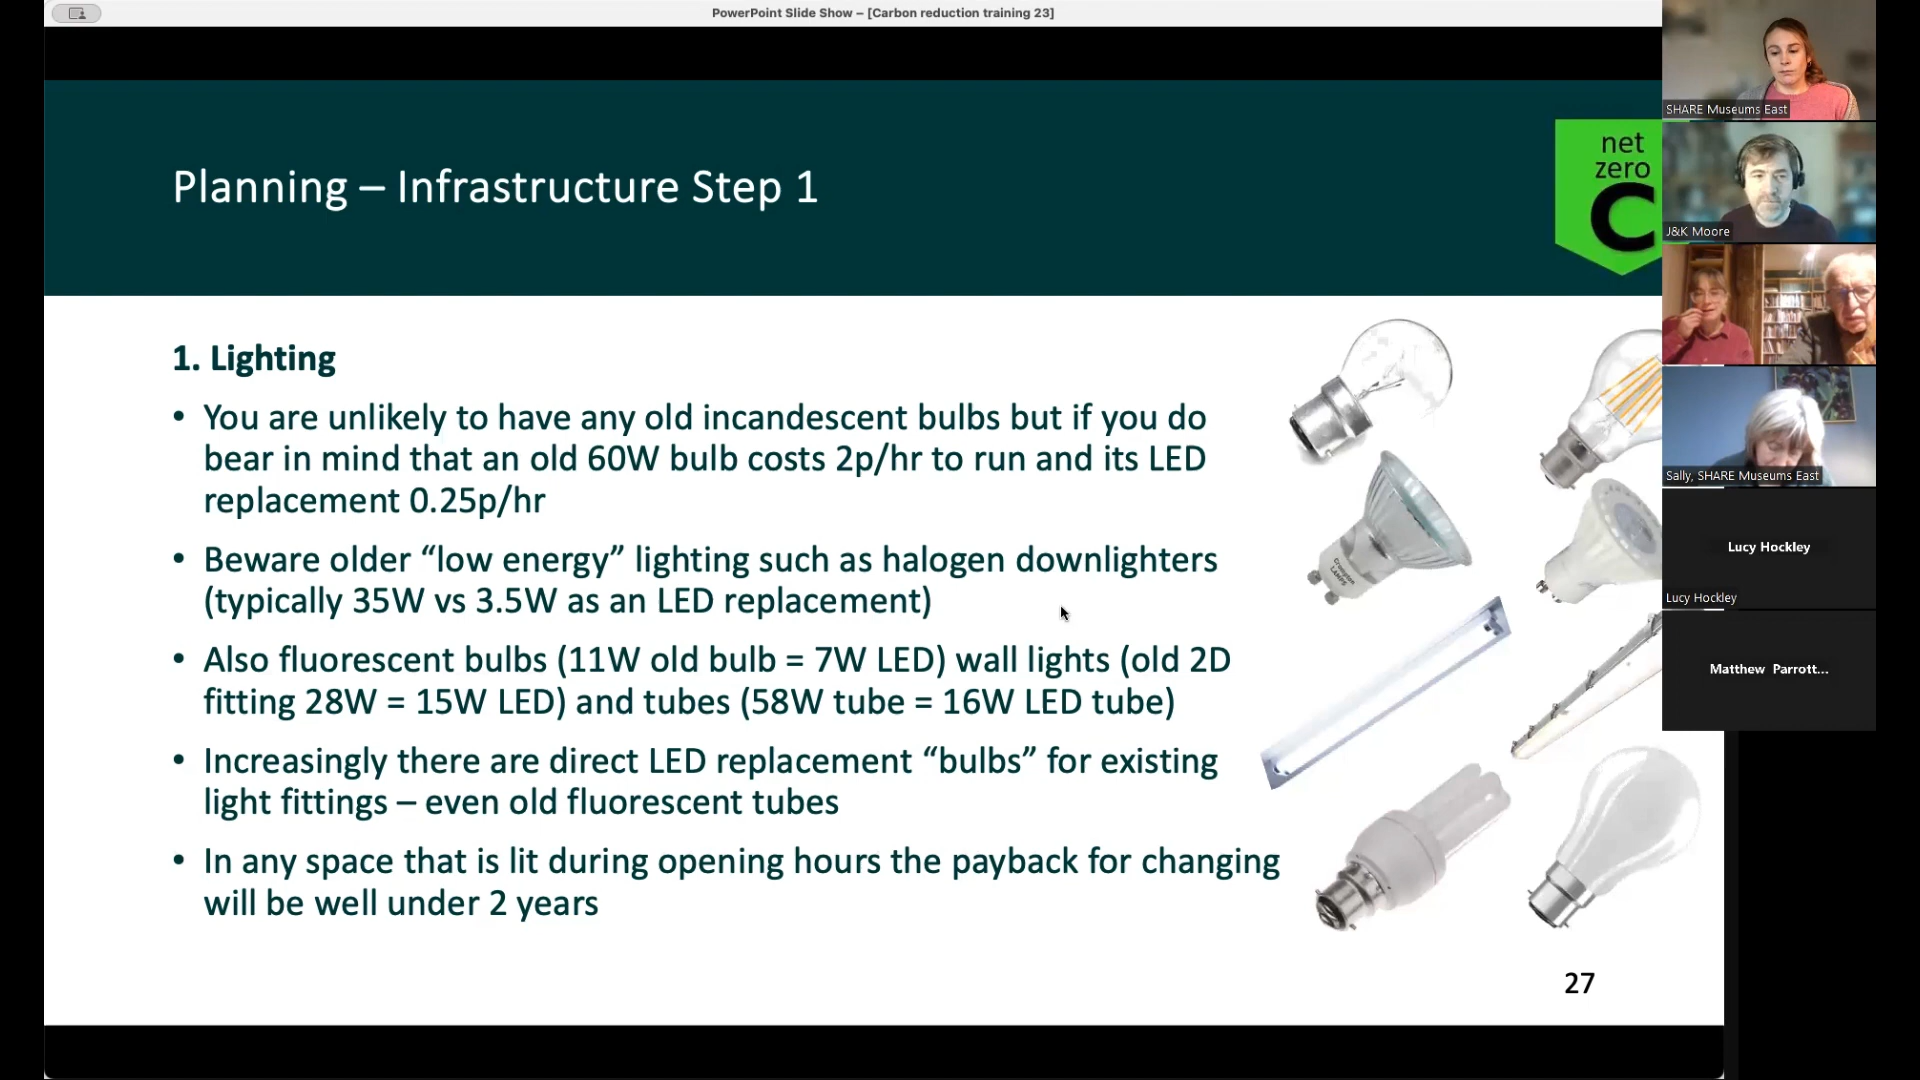 PowerPoint Slide Show – [Carbon reduction training 23]
Planning – Infrastructure Step 1
net
zero
C
1. Lighting
• You are unlikely to have any old incandescent bulbs but if you do
bear in mind that an old 60W bulb costs 2p/hr to run and its LED
replacement 0.25p/hr
• Beware older “low energy” lighting such as halogen downlighters
(typically 35W vs 3.5W as an LED replacement)
• Also fluorescent bulbs (11W old bulb = 7W LED) wall lights (old 2D
fitting 28W = 15W LED) and tubes (58W tube = 16W LED tube)
• Increasingly there are direct LED replacement “bulbs” for existing
light fittings – even old fluorescent tubes
• In any space that is lit during opening hours the payback for changing
will be well under 2 years
Crompton
LAMPS
27
SHARE Museums East
J&K Moore
Sally, SHARE Museums East
Lucy Hockley
Lucy Hockley
Matthew Parrott...